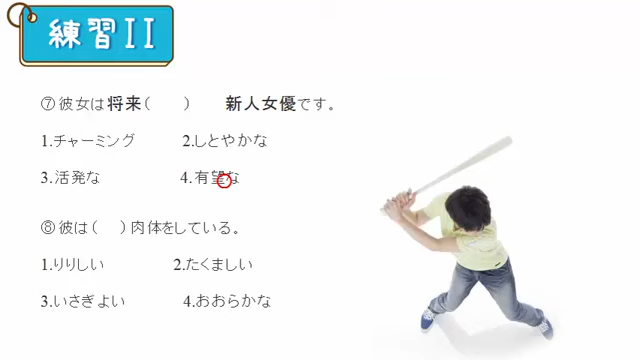 練習II
⑦彼女は将来（　　）　新人女優です。
1.チャーミング　2.しとやかな
3.活発な　4.有望な
⑧彼は（　）肉体をしている。
1.りりしい　2.たくましい
3.いさぎよい　4.おおらかな